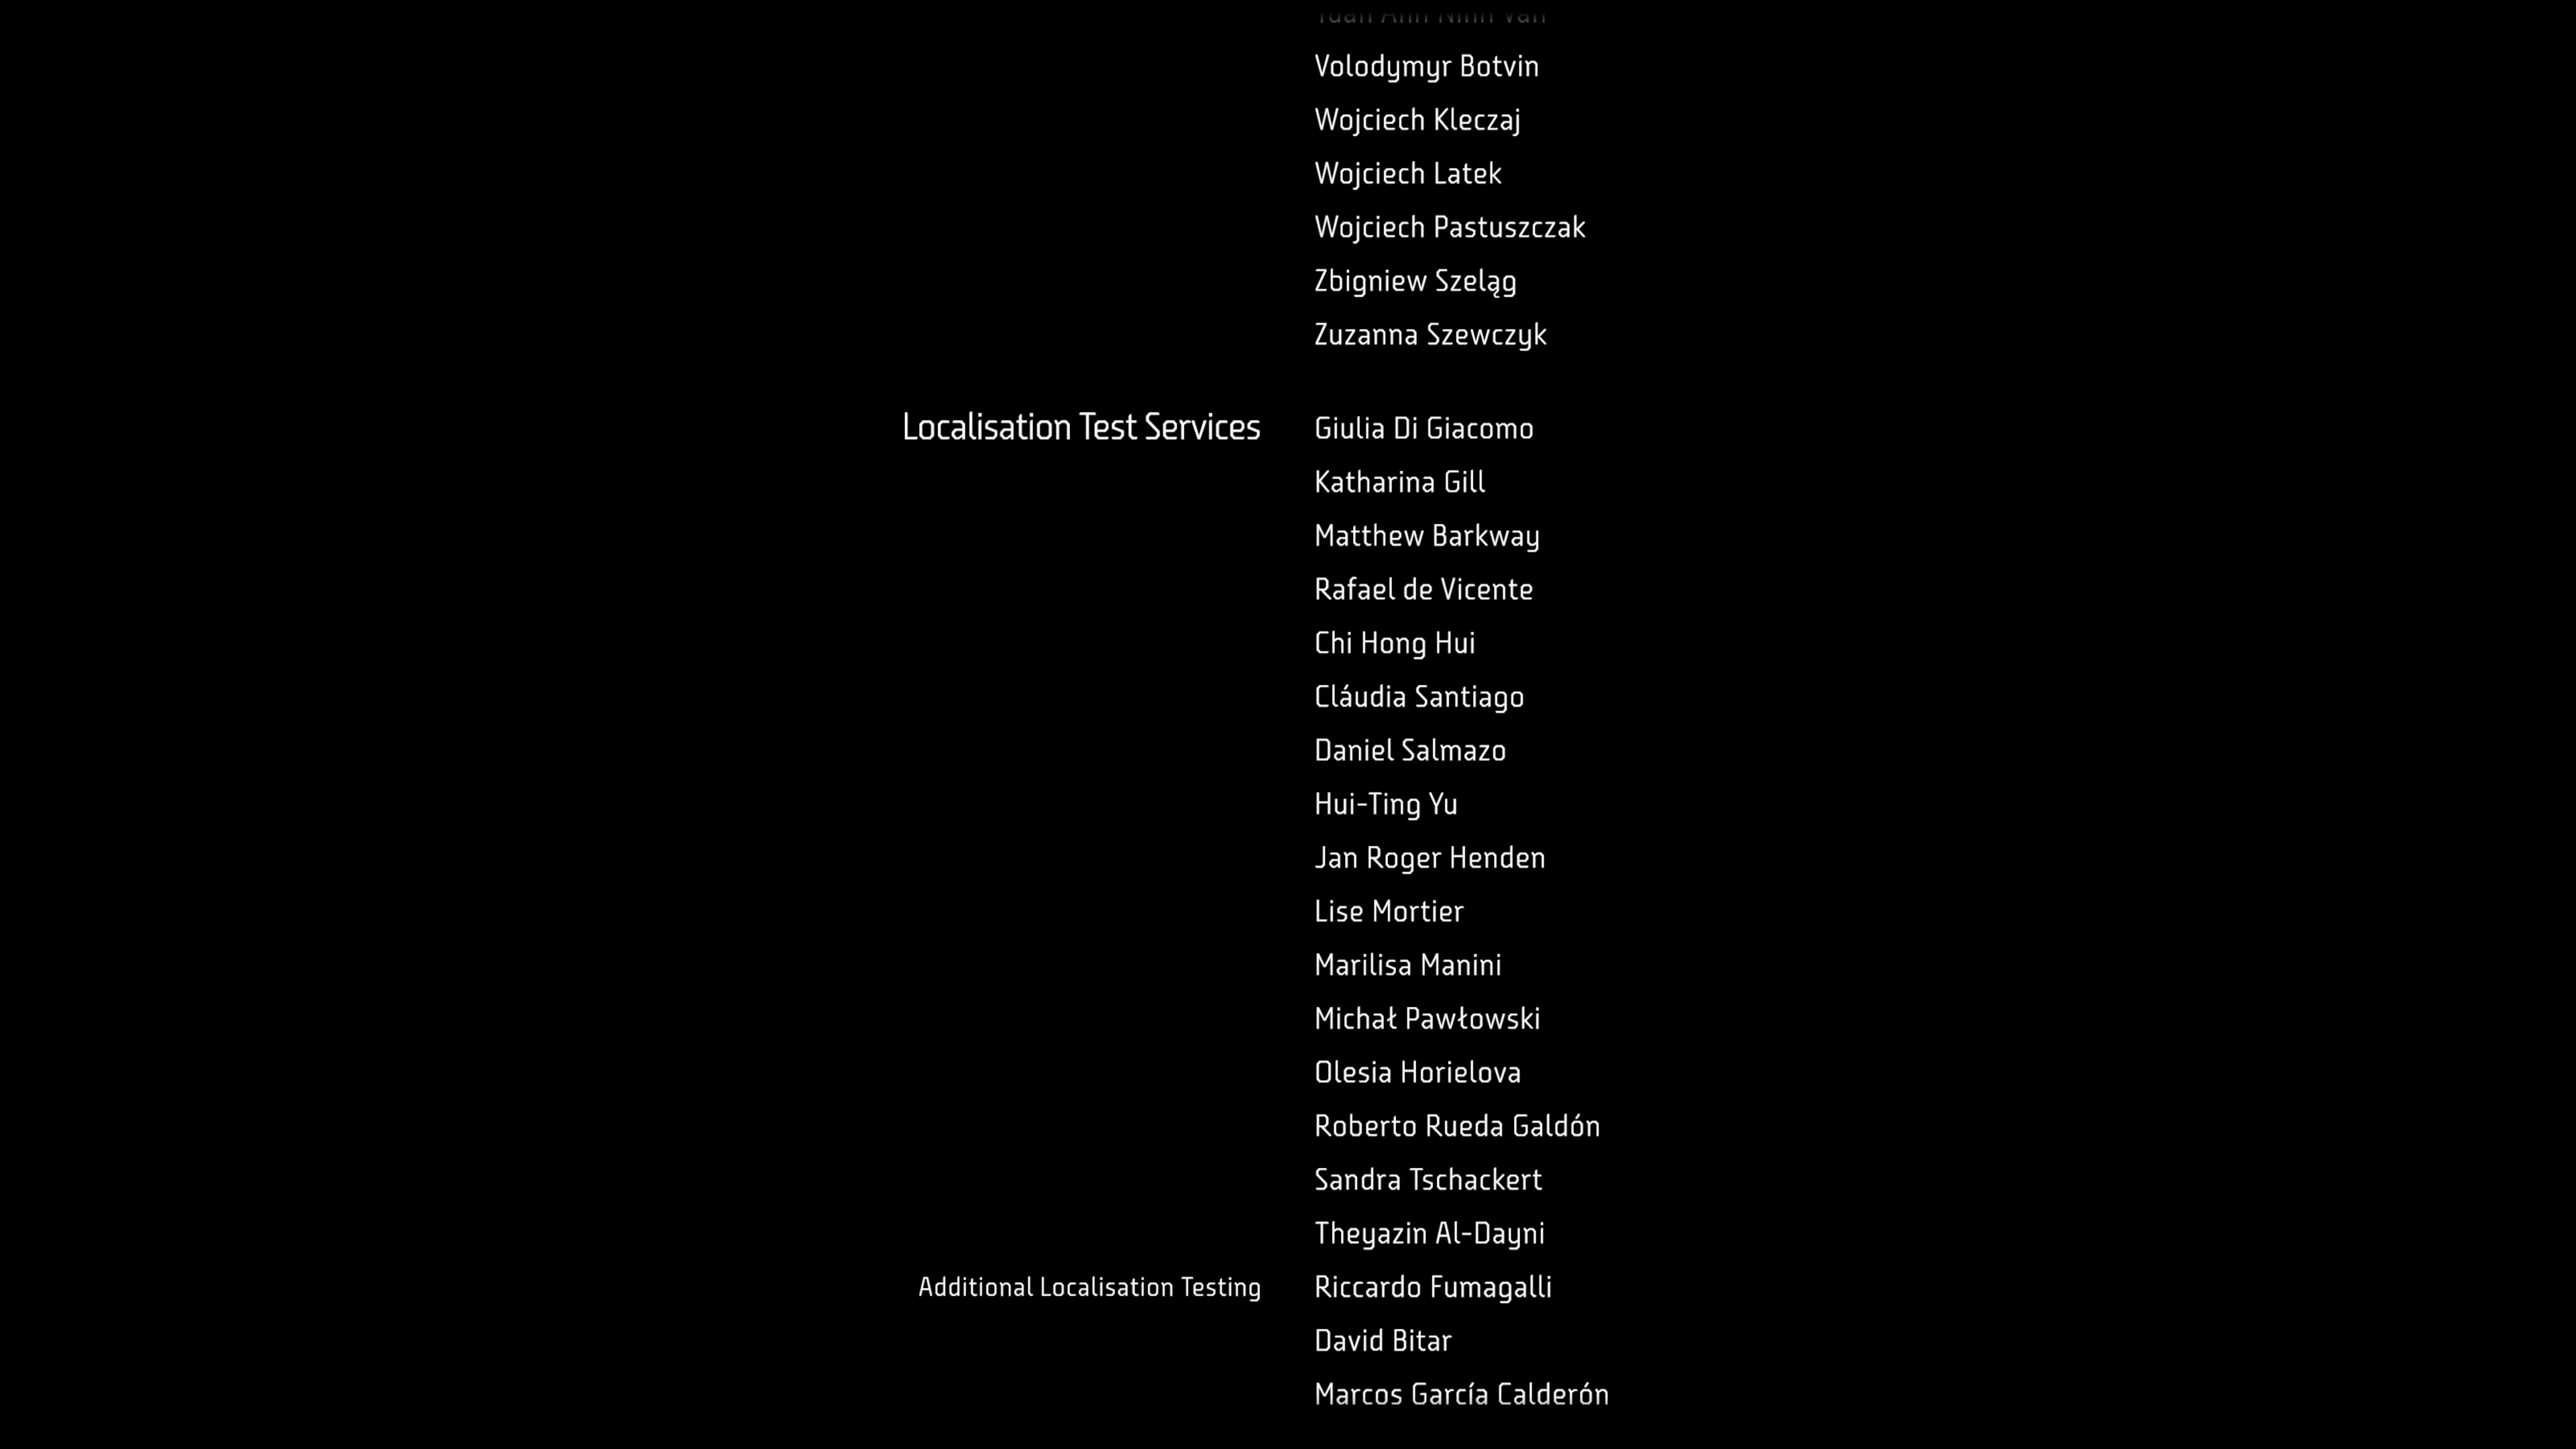 Volodymyr Botvin
Wojciech Kleczaj
Wojciech Latek
Wojciech Pastuszczak
Zbigniew Szeląg
Zuzanna Szewczyk
Localisation Test Services Giulia Di Giacomo
Katharina Gill
Matthew Barkway
Rafael de Vicente
Chi Hong Hui
Cláudia Santiago
Daniel Salmazo
Hui-Ting Yu
Jan Roger Henden
Lise Mortier
Marilisa Manini
Michał Pawłowski
Olesia Horielova
Roberto Rueda Galdón
Sandra Tschackert
Theyazin Al-Dayni
Additional Localisation Testing Riccardo Fumagalli
David Bitar
Marcos García Calderón